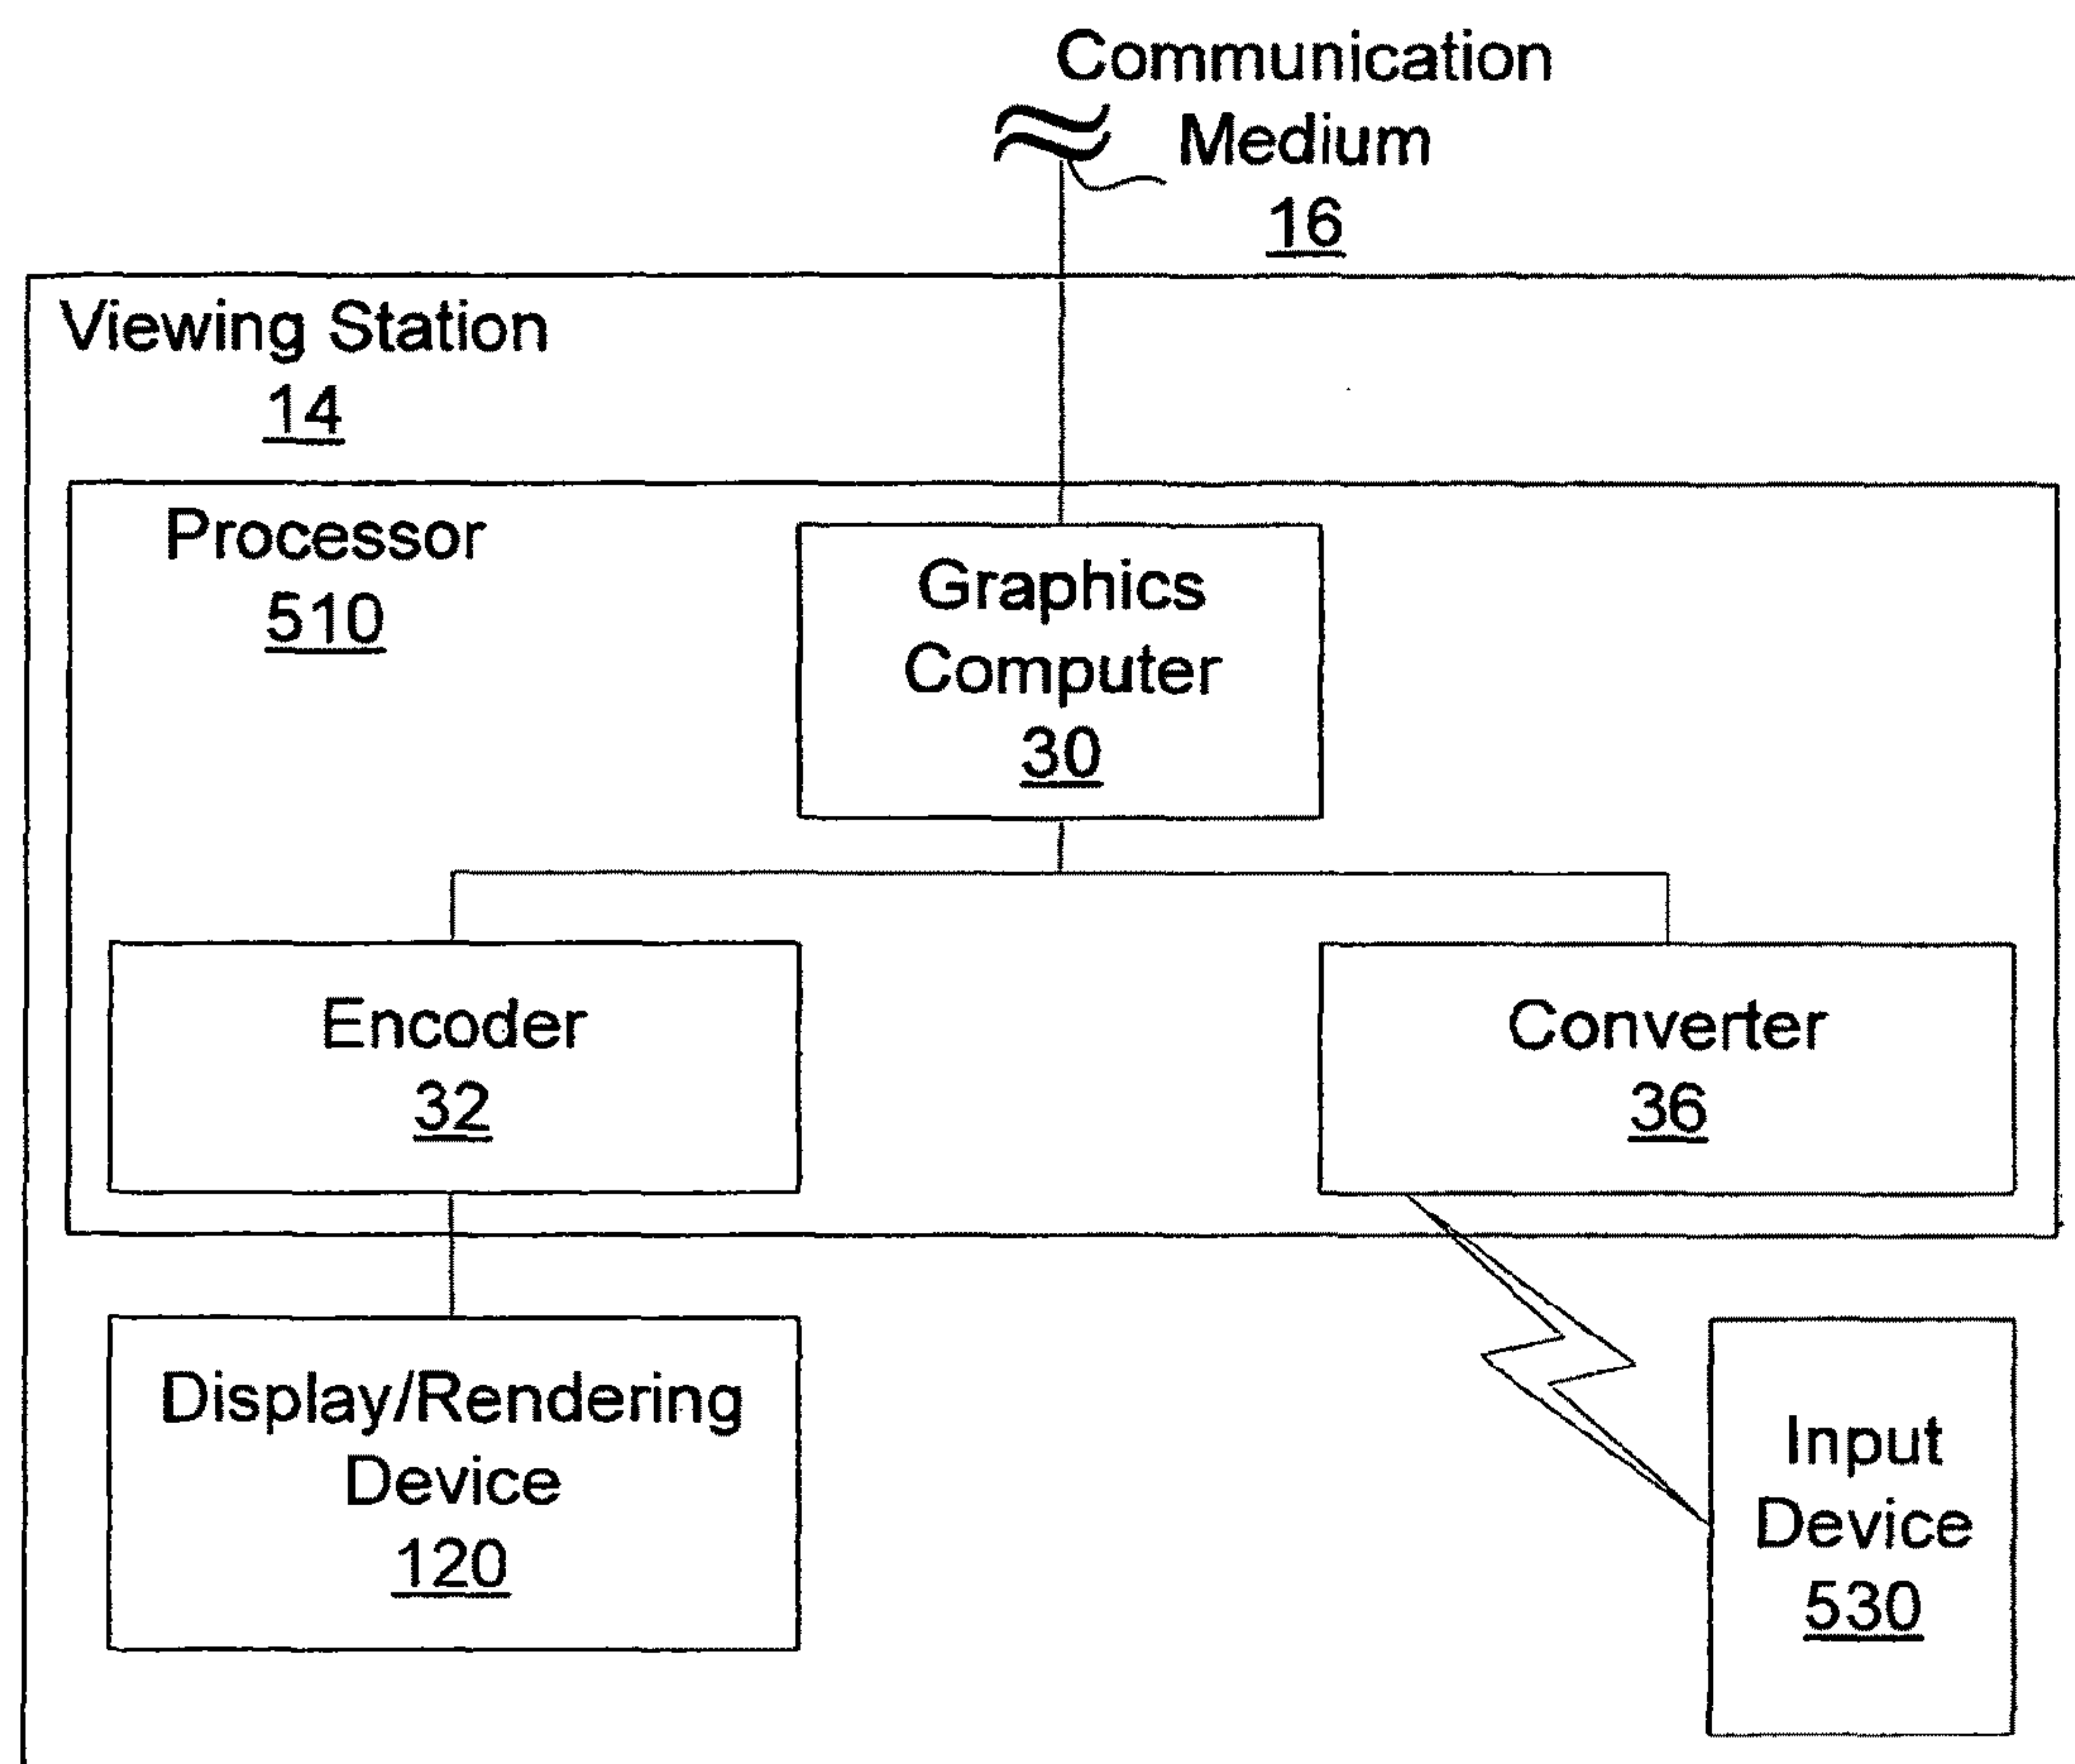 Communication
Medium
16
Viewing Station
14
Processor
510
Graphics
Computer
30
Encoder
32
Converter
36
Display/Rendering
Device
120
Input
Device
530